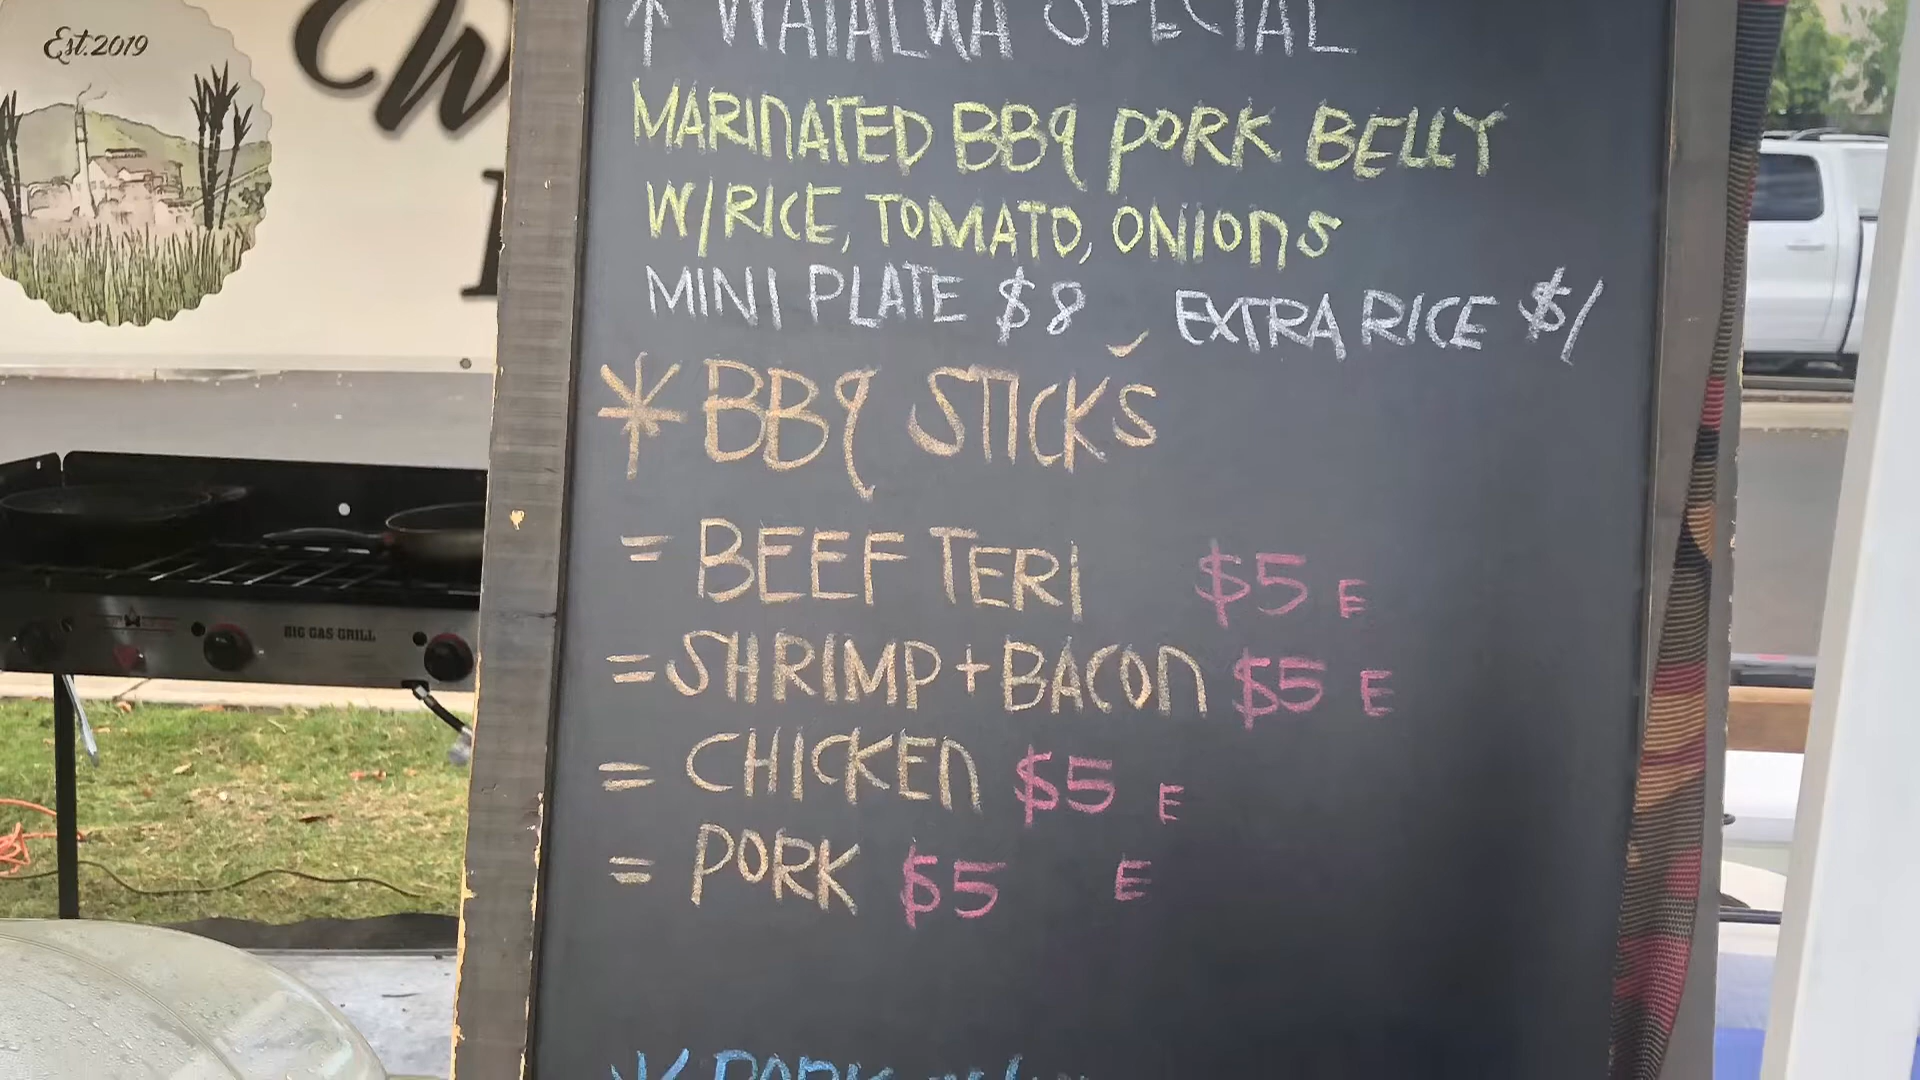 Est. 2019
W
↑ WAIALUA SPECIAL
MARINATED BBQ PORK BELLY
W/RICE, TOMATO, ONIONS
MINI PLATE $8 EXTRA RICE $1
* BBQ STICKS
= BEEF TERI $5 E
= SHRIMP + BACON $5 E
= CHICKEN $5 E
= PORK $5 E
* PORK
BIG GAS GRILL